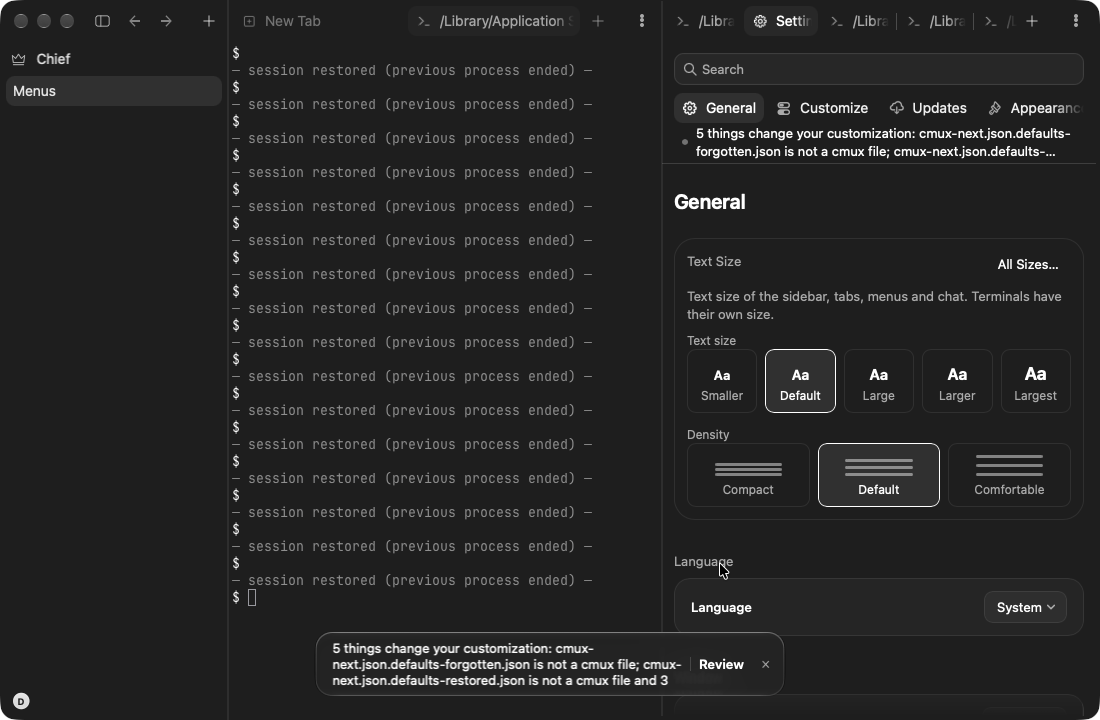 New Tab
/Library/Application
/Libra
Settin
/Libra
/Libra
Chief
Menus
$
— session restored (previous process ended) —
$
— session restored (previous process ended) —
$
— session restored (previous process ended) —
$
— session restored (previous process ended) —
$
— session restored (previous process ended) —
$
— session restored (previous process ended) —
$
— session restored (previous process ended) —
$
— session restored (previous process ended) —
$
— session restored (previous process ended) —
$
— session restored (previous process ended) —
$
— session restored (previous process ended) —
$
— session restored (previous process ended) —
$
— session restored (previous process ended) —
$
— session restored (previous process ended) —
$
— session restored (previous process ended) —
$
— session restored (previous process ended) —
$
Search
General
Customize
Updates
Appearanc
5 things change your customization: cmux-next.json.defaults-
forgotten.json is not a cmux file; cmux-next.json.defaults-...
General
Text Size
All Sizes...
Text size of the sidebar, tabs, menus and chat. Terminals have
their own size.
Text size
Aa
Smaller
Aa
Default
Aa
Large
Aa
Larger
Aa
Largest
Density
Compact
Default
Comfortable
Language
Language
System
5 things change your customization: cmux-
next.json.defaults-forgotten.json is not a cmux file; cmux-
next.json.defaults-restored.json is not a cmux file and 3
Review
D